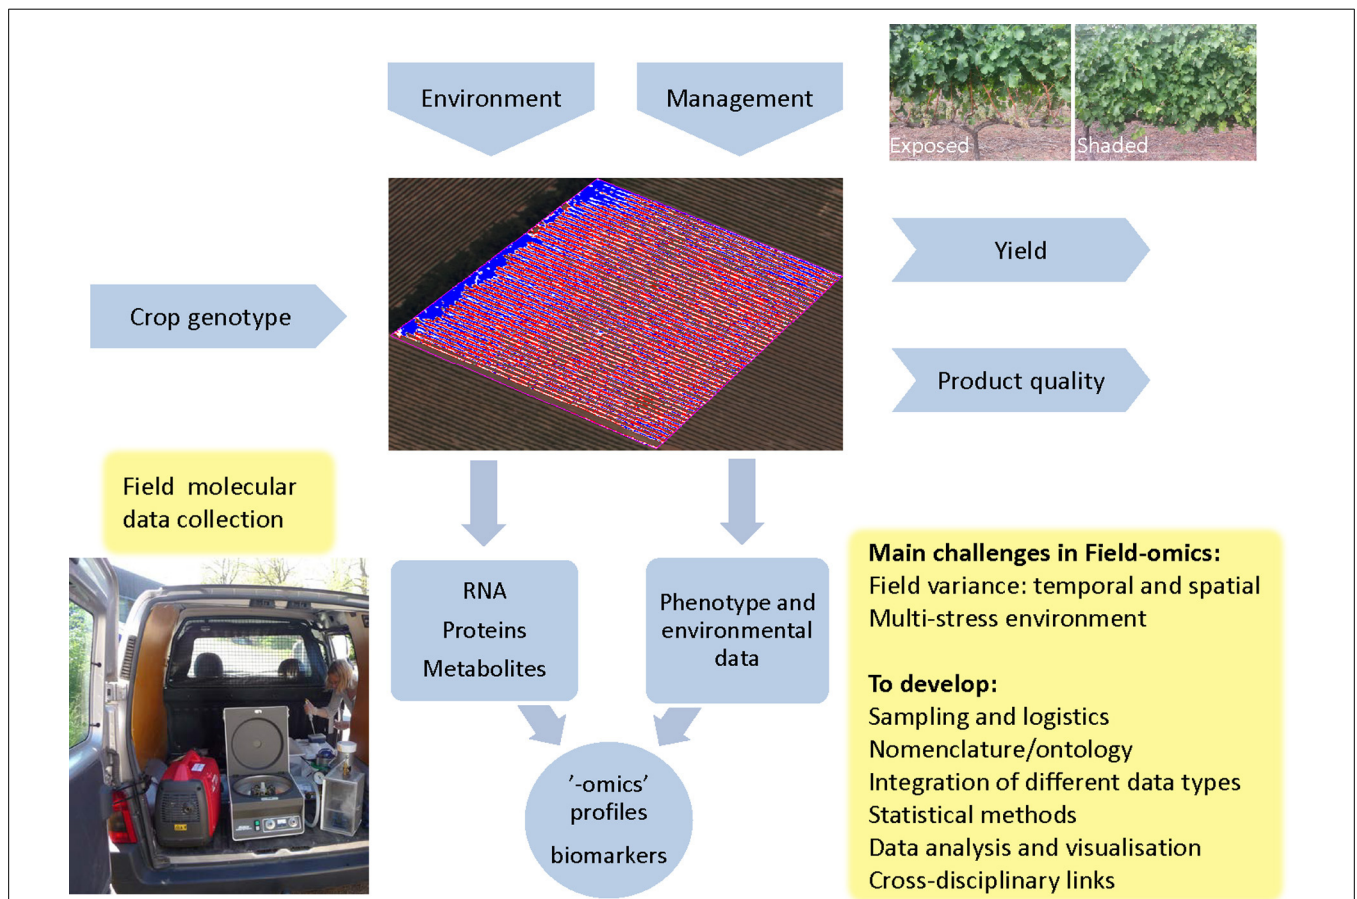 Environment
Management
Exposed
Shaded
Crop genotype
Yield
Product quality
Field molecular
data collection
RNA
Proteins
Metabolites
Phenotype and
environmental
data
'-omics'
profiles
biomarkers
Main challenges in Field-omics:
Field variance: temporal and spatial
Multi-stress environment
To develop:
Sampling and logistics
Nomenclature/ontology
Integration of different data types
Statistical methods
Data analysis and visualisation
Cross-disciplinary links